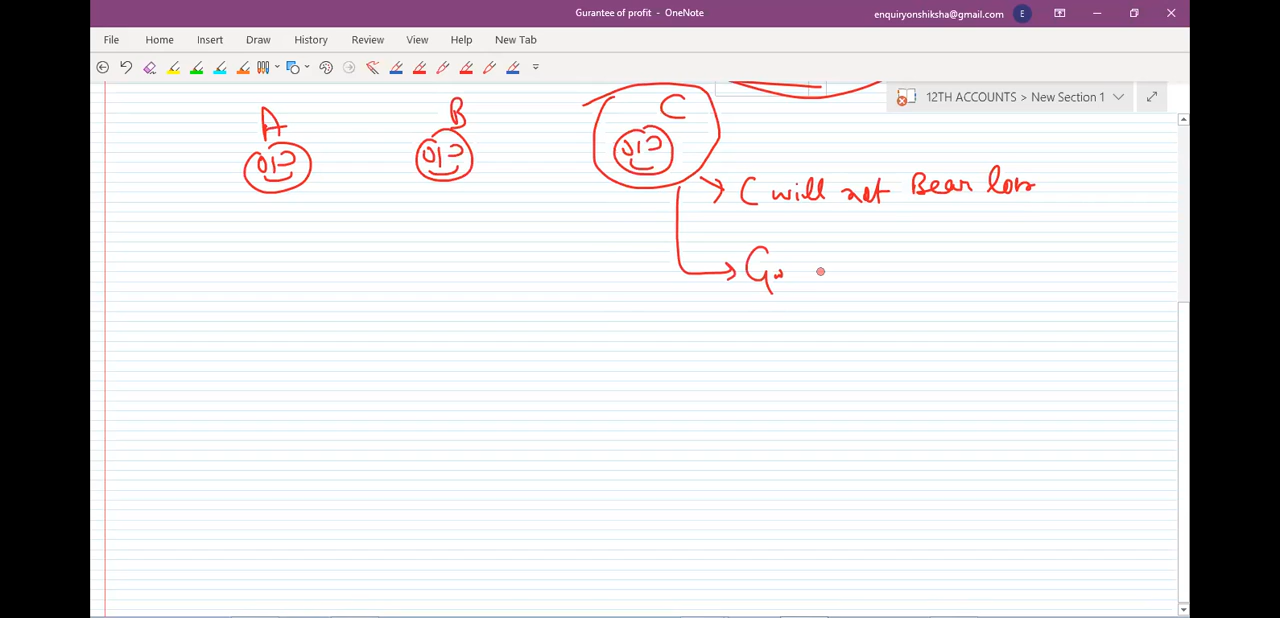 Gurantee of profit - OneNote
enquiryonshiksha@gmail.com E
File Home Insert Draw History Review View Help New Tab
12TH ACCOUNTS > New Section 1
A B C
C will not Bear loss